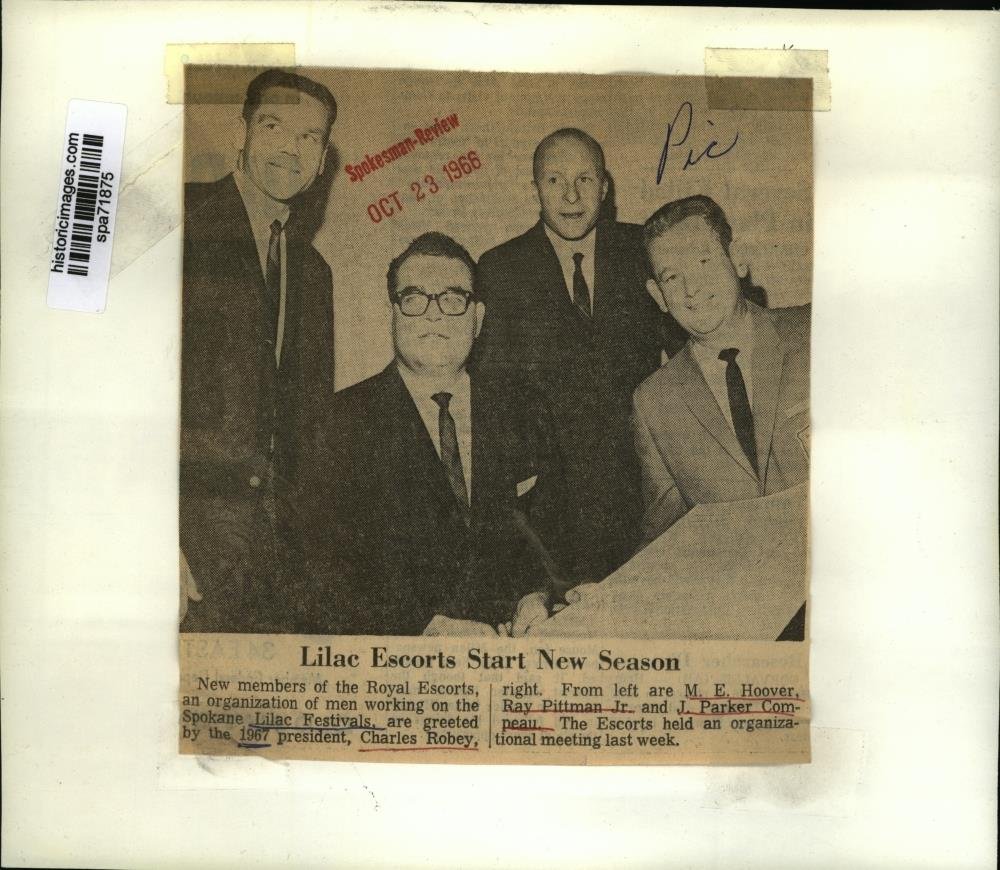 historicimages.com
spa71875
Spokesman-Review
OCT 23 1966
Pic
Lilac Escorts Start New Season
New members of the Royal Escorts,
an organization of men working on the
Spokane Lilac Festivals, are greeted
by the 1967 president, Charles Robey,
right. From left are M. E. Hoover,
Ray Pittman Jr. and J. Parker Com-
peau. The Escorts held an organiza-
tional meeting last week.